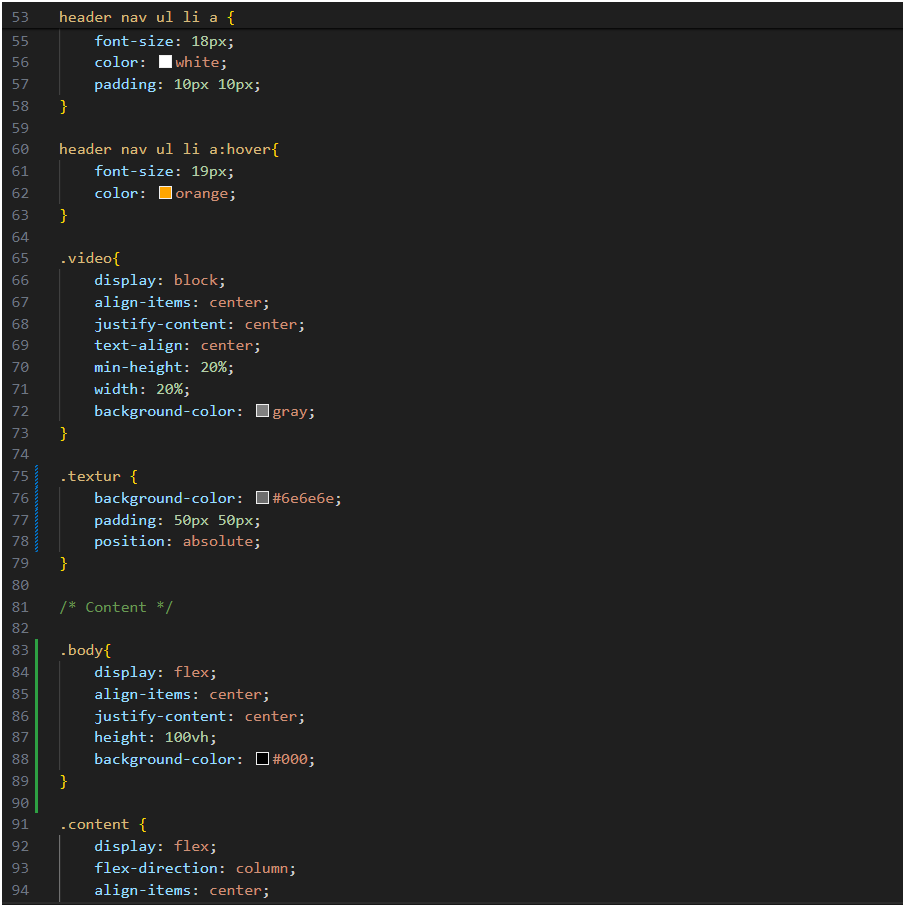 53 header nav ul li a {
55 font-size: 18px;
56 color: white;
57 padding: 10px 10px;
58 }
59
60 header nav ul li a:hover{
61 font-size: 19px;
62 color: orange;
63 }
64
65 .video{
66 display: block;
67 align-items: center;
68 justify-content: center;
69 text-align: center;
70 min-height: 20%;
71 width: 20%;
72 background-color: gray;
73 }
74
75 .textur {
76 background-color: #6e6e6e;
77 padding: 50px 50px;
78 position: absolute;
79 }
80
81 /* Content */
82
83 .body{
84 display: flex;
85 align-items: center;
86 justify-content: center;
87 height: 100vh;
88 background-color: #000;
89 }
90
91 .content {
92 display: flex;
93 flex-direction: column;
94 align-items: center;